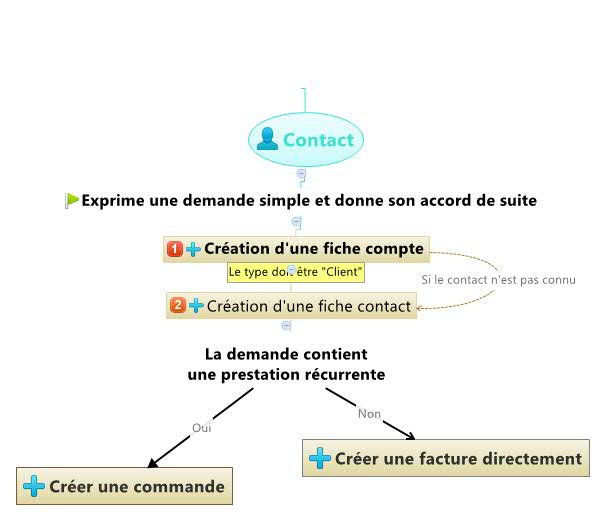 Contact
Exprime une demande simple et donne son accord de suite
1 Création d'une fiche compte
Le type doit être "Client"
Si le contact n'est pas connu
2 Création d'une fiche contact
La demande contient
une prestation récurrente
Oui
Non
Créer une facture directement
Créer une commande